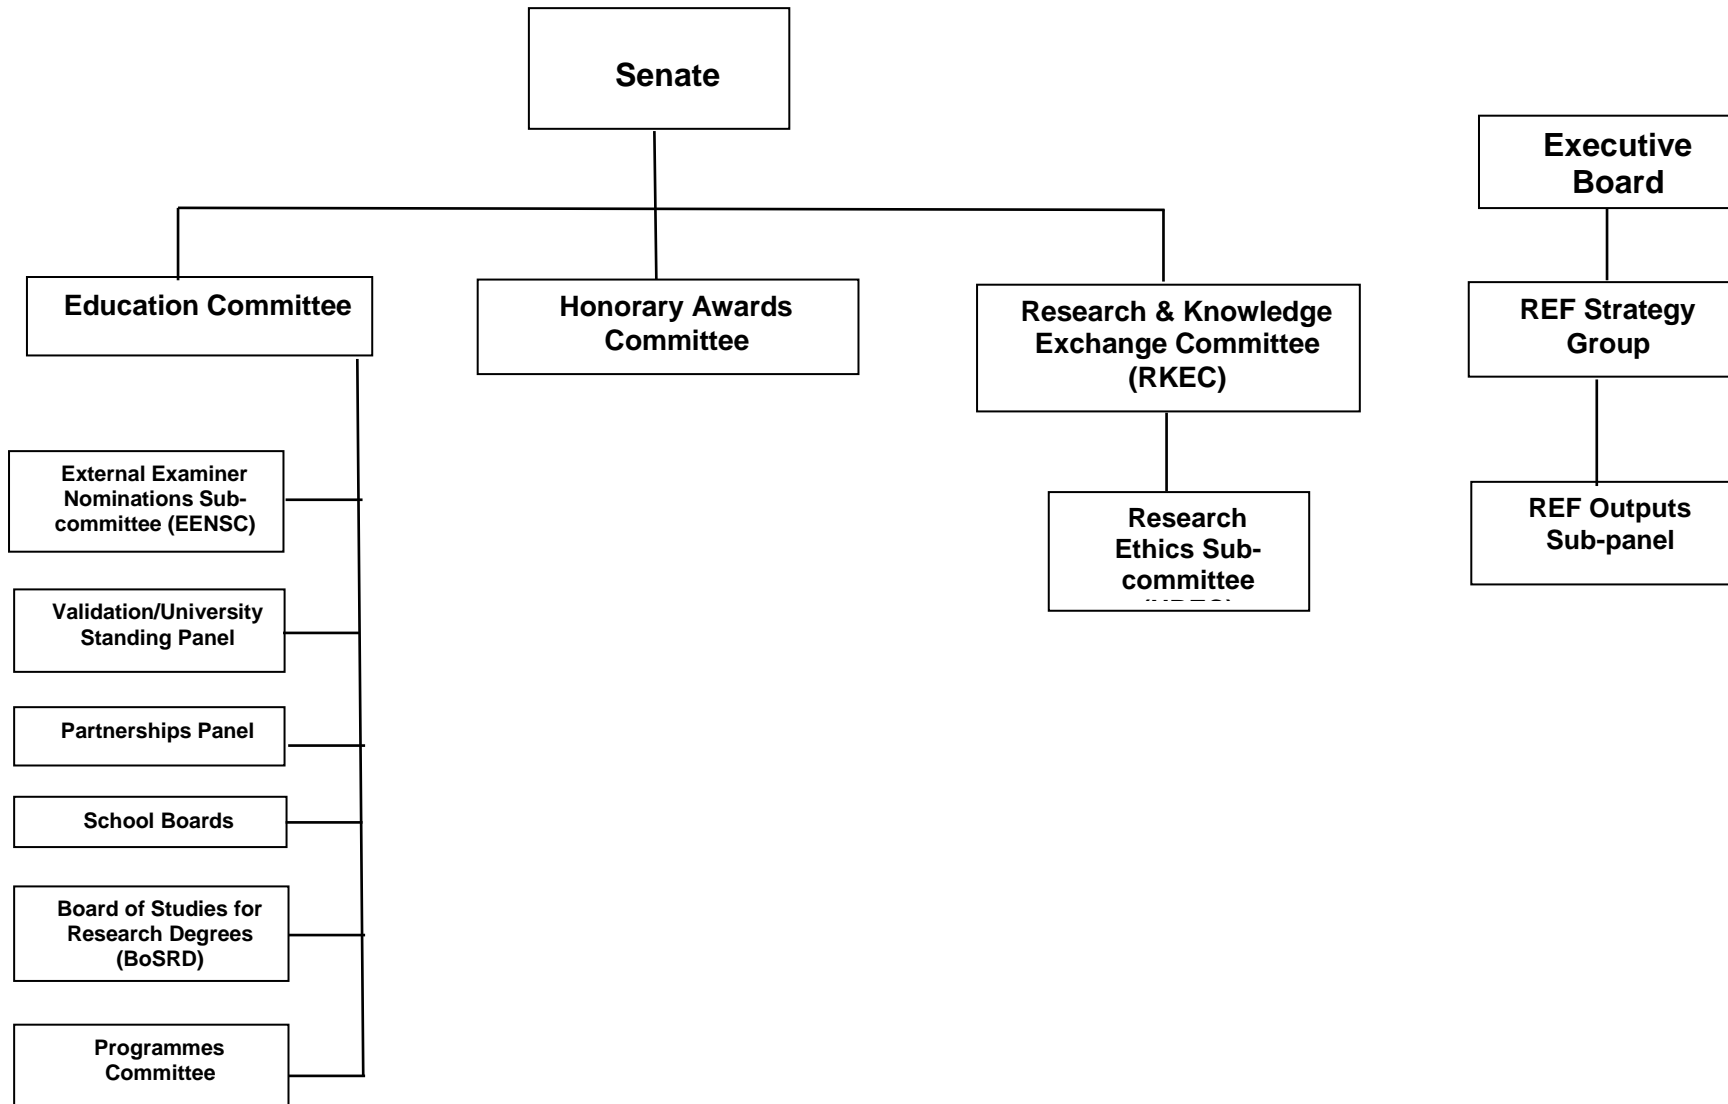 Senate
Executive
Board
Education Committee
Honorary Awards
Committee
Research & Knowledge
Exchange Committee
(RKEC)
REF Strategy
Group
External Examiner
Nominations Sub-
committee (EENSC)
Research
Ethics Sub-
committee
REF Outputs
Sub-panel
Validation/University
Standing Panel
Partnerships Panel
School Boards
Board of Studies for
Research Degrees
(BoSRD)
Programmes
Committee